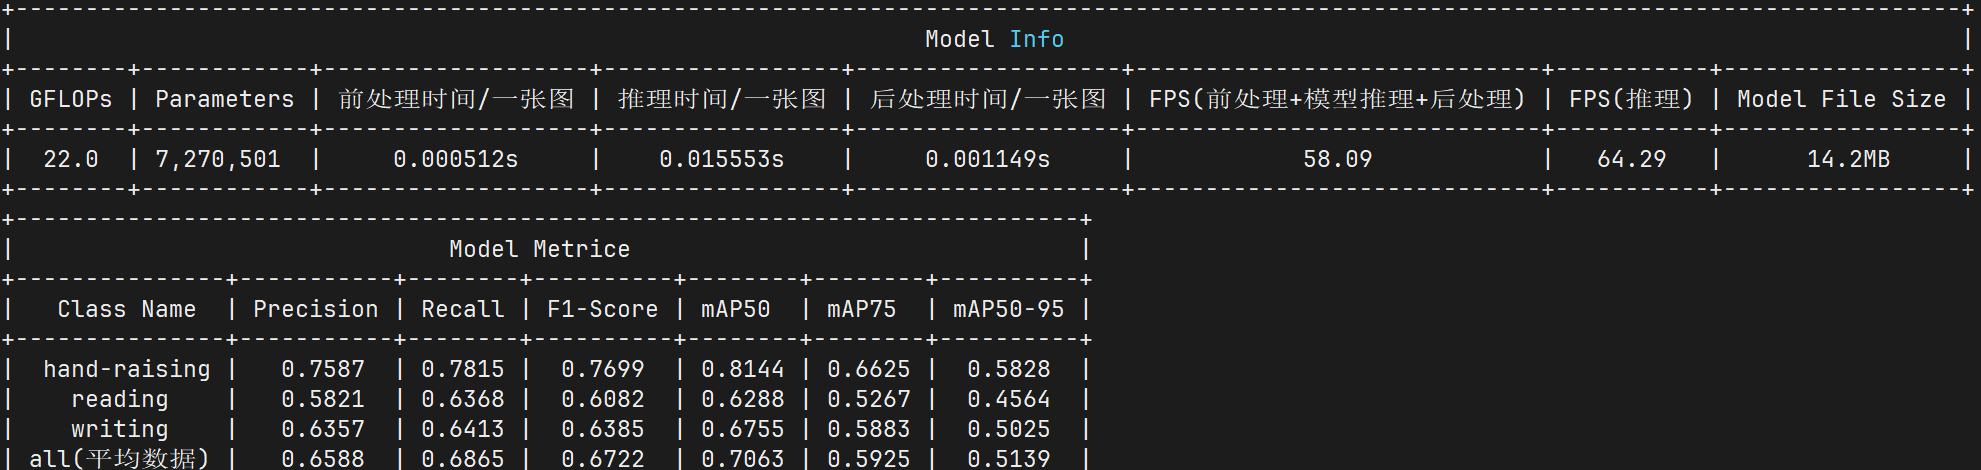 Model Info
| GFLOPs | Parameters | 前处理时间/一张图 | 推理时间/一张图 | 后处理时间/一张图 | FPS(前处理+模型推理+后处理) | FPS(推理) | Model File Size |
| 22.0 | 7,270,501 | 0.000512s | 0.015553s | 0.001149s | 58.09 | 64.29 | 14.2MB |
Model Metrice
| Class Name | Precision | Recall | F1-Score | mAP50 | mAP75 | mAP50-95 |
| hand-raising | 0.7587 | 0.7815 | 0.7699 | 0.8144 | 0.6625 | 0.5828 |
| reading | 0.5821 | 0.6368 | 0.6082 | 0.6288 | 0.5267 | 0.4564 |
| writing | 0.6357 | 0.6413 | 0.6385 | 0.6755 | 0.5883 | 0.5025 |
| all(平均数据) | 0.6588 | 0.6865 | 0.6722 | 0.7063 | 0.5925 | 0.5139 |